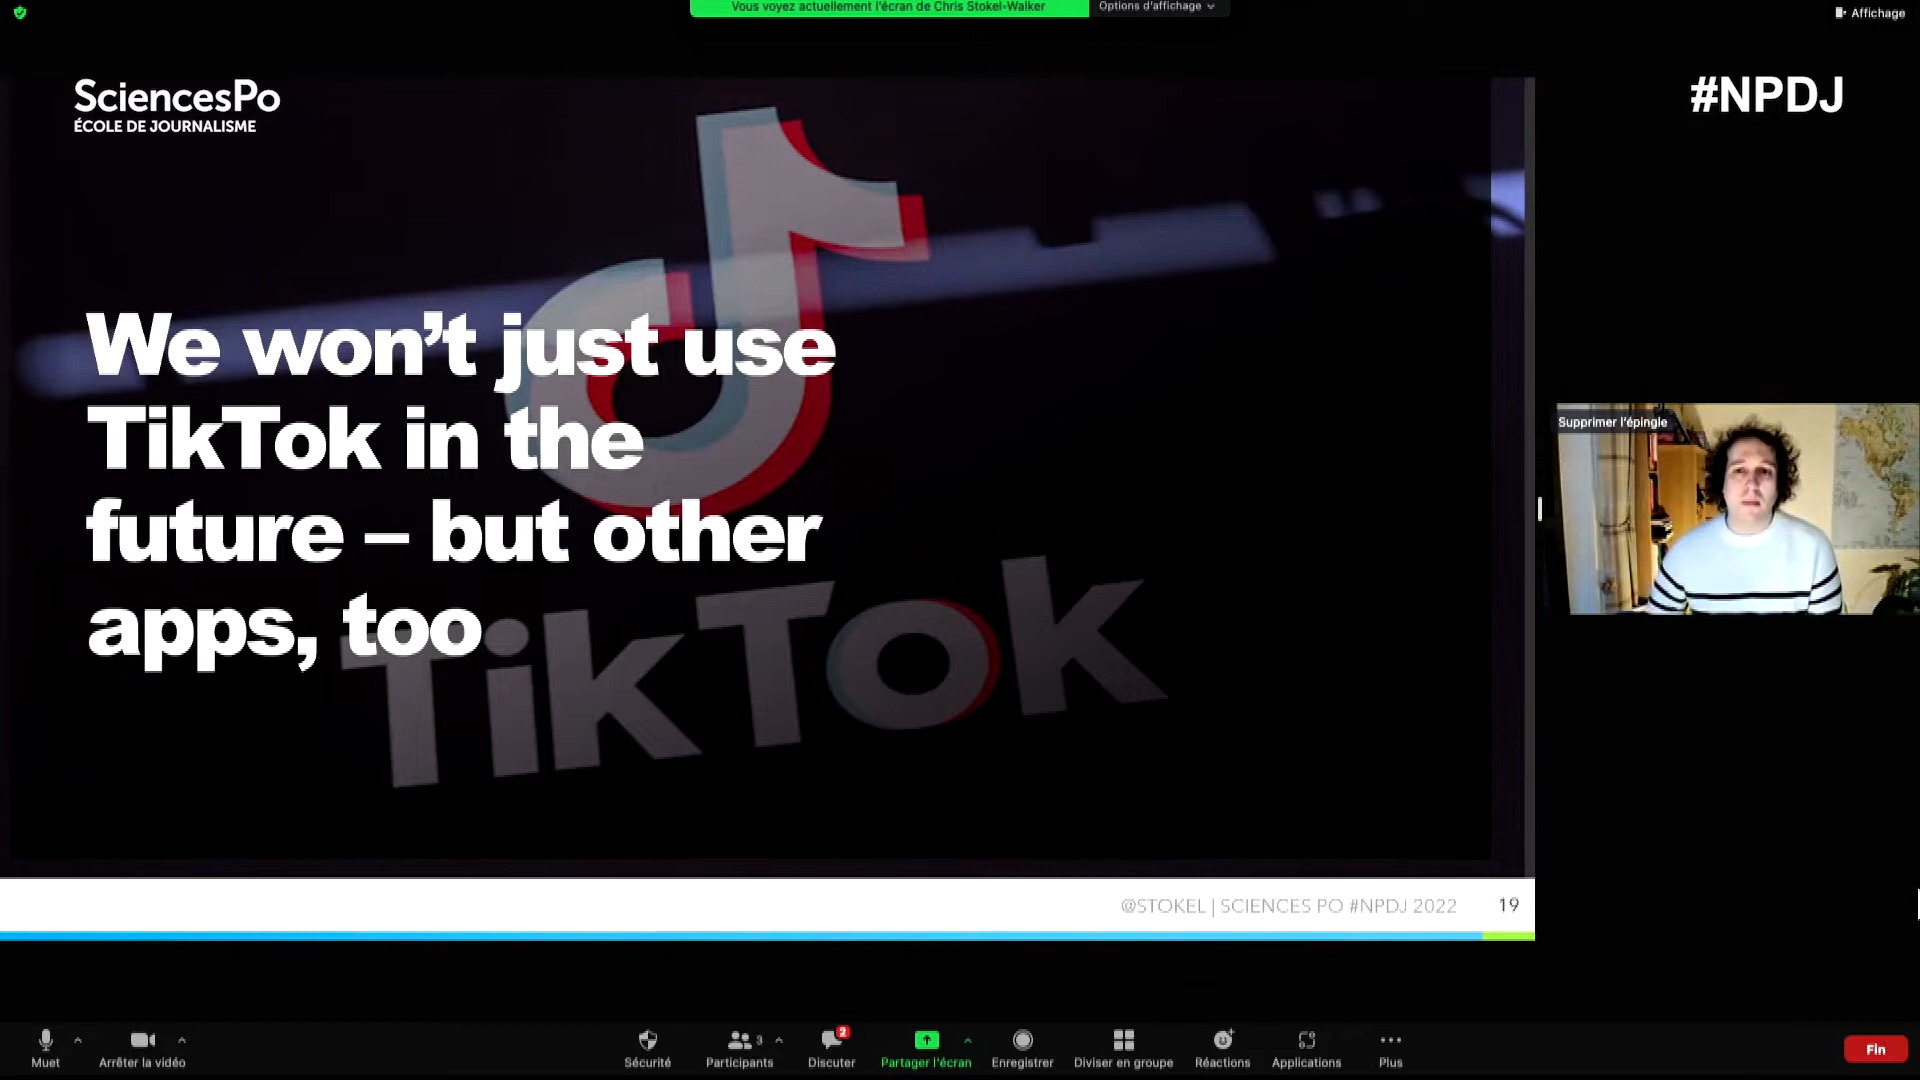 Vous voyez actuellement l'écran de Chris Stokel-Walker
Options d'affichage
Affichage
SciencesPo
ÉCOLE DE JOURNALISME
#NPDJ
We won’t just use
TikTok in the
future – but other
apps, too
TikTok
Supprimer l'épingle
@STOKEL | SCIENCES PO #NPDJ 2022
19
Muet
Arrêter la vidéo
Sécurité
3
Participants
2
Discuter
Partager l'écran
Enregistrer
Diviser en groupe
Réactions
Applications
Plus
Fin